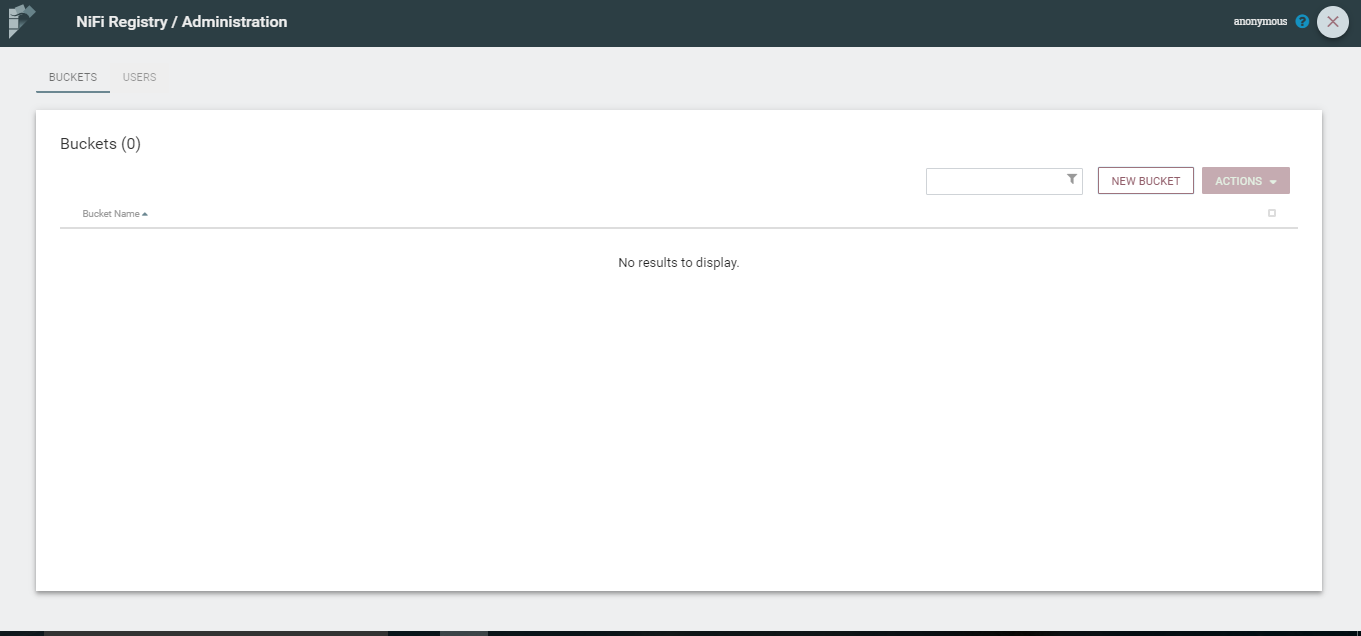 NiFi Registry / Administration
anonymous ?
BUCKETS USERS
Buckets (0)
NEW BUCKET ACTIONS
Bucket Name
No results to display.